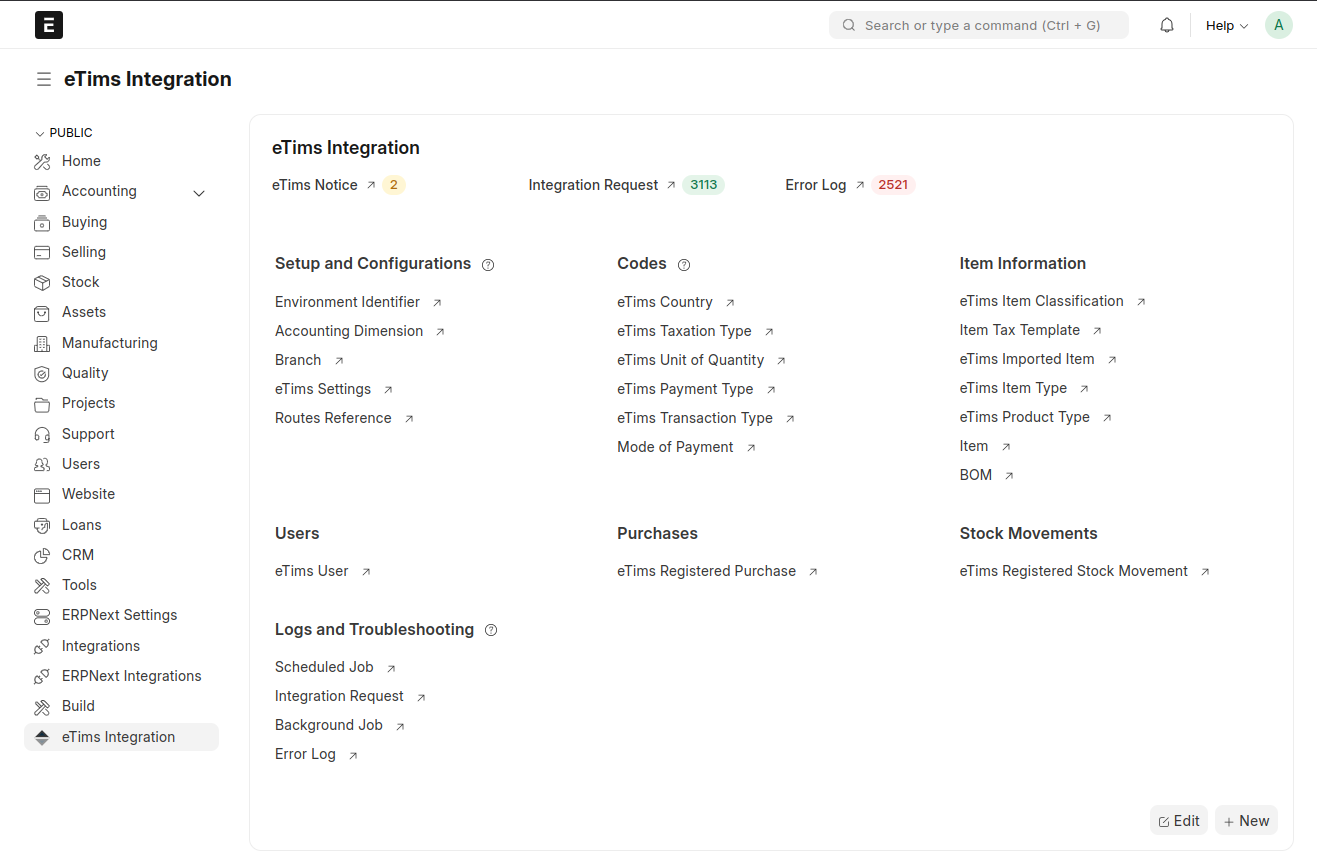 E
Search or type a command (Ctrl + G)
Help
A
eTims Integration
PUBLIC
Home
Accounting
Buying
Selling
Stock
Assets
Manufacturing
Quality
Projects
Support
Users
Website
Loans
CRM
Tools
ERPNext Settings
Integrations
ERPNext Integrations
Build
eTims Integration
eTims Integration
eTims Notice 2
Integration Request 3113
Error Log 2521
Setup and Configurations
Environment Identifier
Accounting Dimension
Branch
eTims Settings
Routes Reference
Codes
eTims Country
eTims Taxation Type
eTims Unit of Quantity
eTims Payment Type
eTims Transaction Type
Mode of Payment
Item Information
eTims Item Classification
Item Tax Template
eTims Imported Item
eTims Item Type
eTims Product Type
Item
BOM
Users
eTims User
Purchases
eTims Registered Purchase
Stock Movements
eTims Registered Stock Movement
Logs and Troubleshooting
Scheduled Job
Integration Request
Background Job
Error Log
Edit
+ New